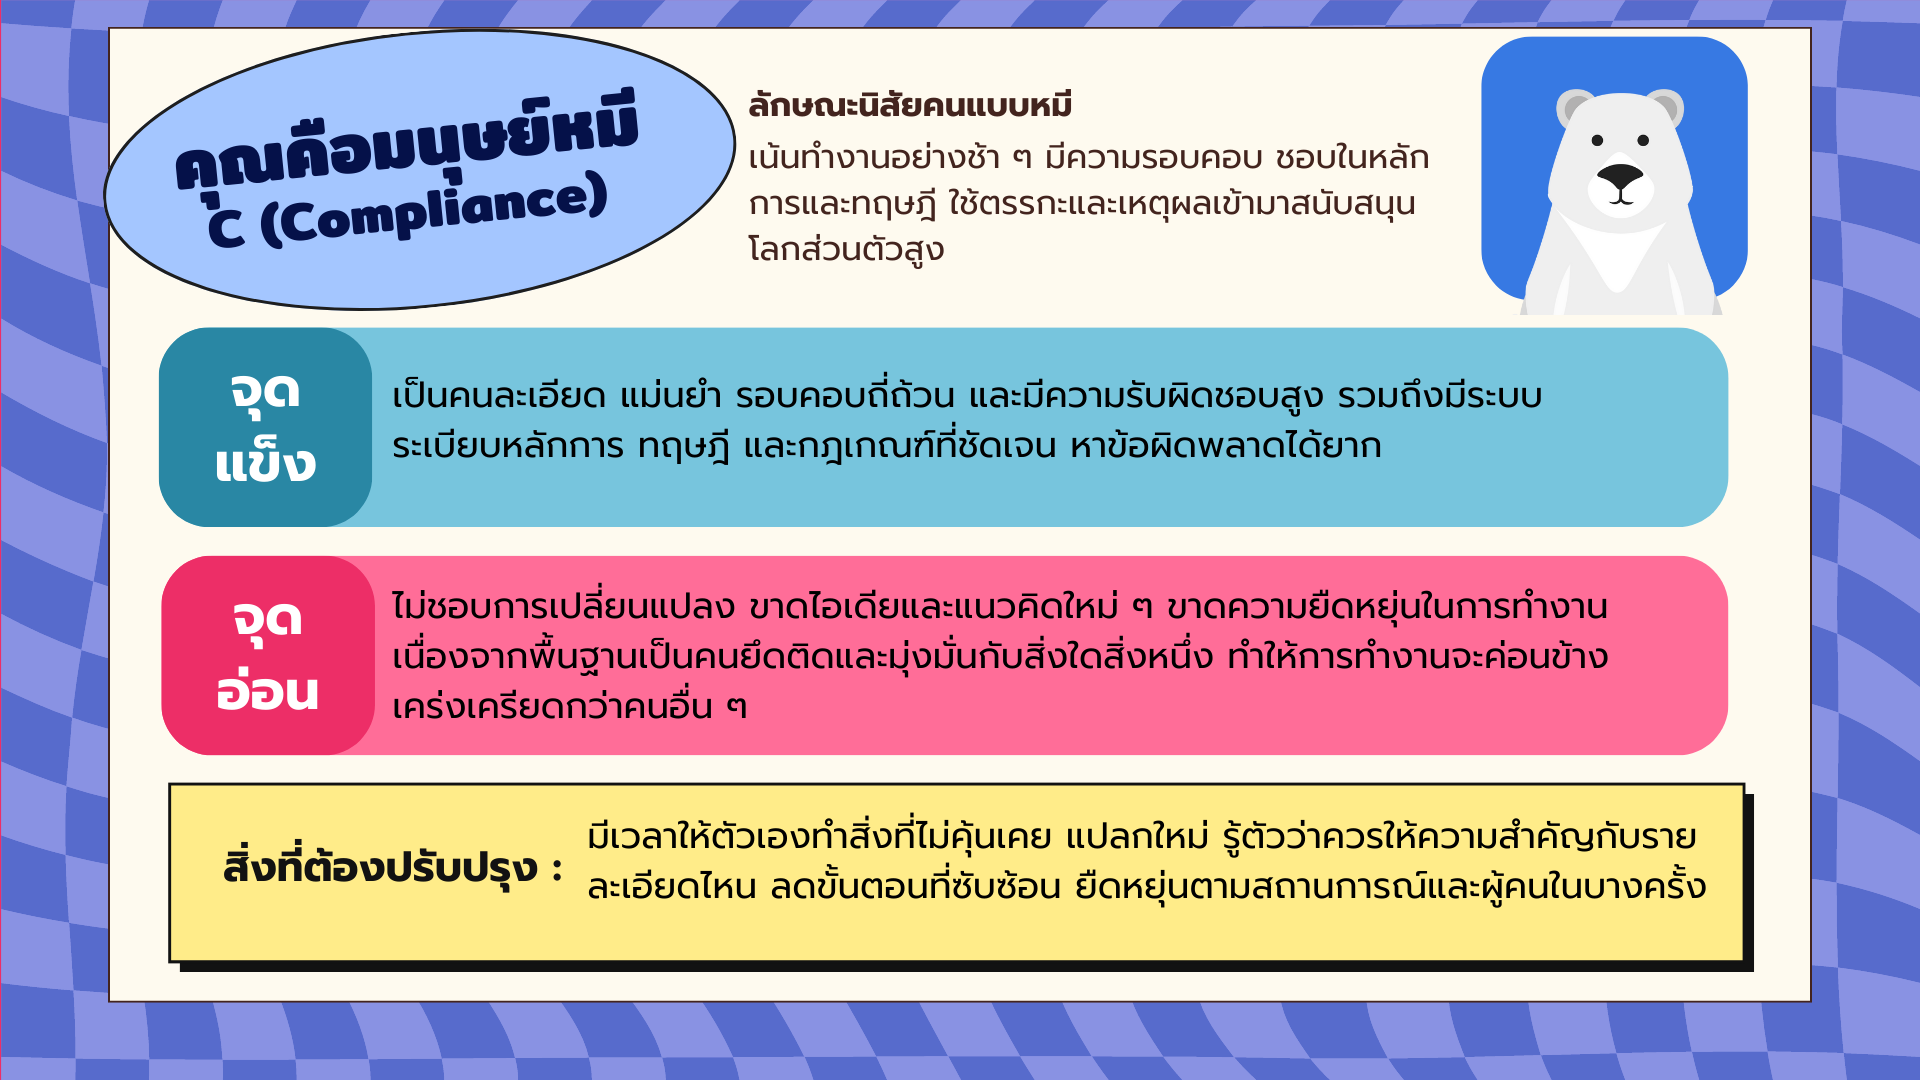 คุณคือมนุษย์หมี
C (Compliance)
ลักษณะนิสัยคนแบบหมี
เน้นทำงานอย่างช้า ๆ มีความรอบคอบ ชอบในหลัก
การและทฤษฎี ใช้ตรรกะและเหตุผลเข้ามาสนับสนุน
โลกส่วนตัวสูง
จุด
แข็ง
เป็นคนละเอียด แม่นยำ รอบคอบถี่ถ้วน และมีความรับผิดชอบสูง รวมถึงมีระบบ
ระเบียบหลักการ ทฤษฎี และกฎเกณฑ์ที่ชัดเจน หาข้อผิดพลาดได้ยาก
จุด
อ่อน
ไม่ชอบการเปลี่ยนแปลง ขาดไอเดียและแนวคิดใหม่ ๆ ขาดความยืดหยุ่นในการทำงาน
เนื่องจากพื้นฐานเป็นคนยึดติดและมุ่งมั่นกับสิ่งใดสิ่งหนึ่ง ทำให้การทำงานจะค่อนข้าง
เคร่งเครียดกว่าคนอื่น ๆ
สิ่งที่ต้องปรับปรุง :
มีเวลาให้ตัวเองทำสิ่งที่ไม่คุ้นเคย แปลกใหม่ รู้ตัวว่าควรให้ความสำคัญกับราย
ละเอียดไหน ลดขั้นตอนที่ซับซ้อน ยืดหยุ่นตามสถานการณ์และผู้คนในบางครั้ง